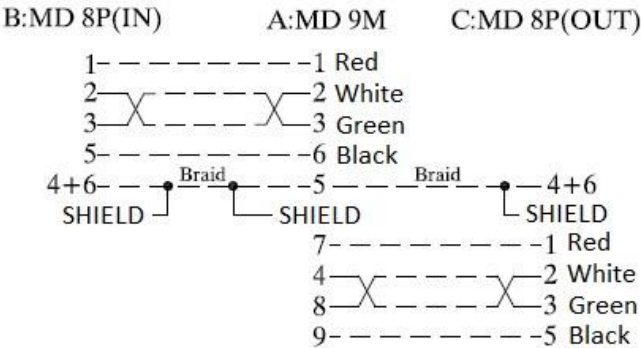 B:MD 8P(IN) A:MD 9M C:MD 8P(OUT)
1 1 Red
2 2 White
3 3 Green
5 6 Black
4+6 Braid 5 Braid 4+6
SHIELD SHIELD SHIELD
7 1 Red
4 2 White
8 3 Green
9 5 Black